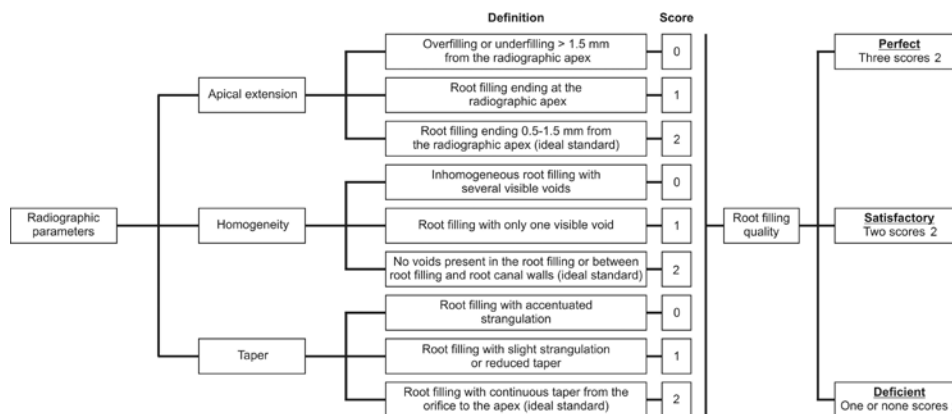 Definition
Score
Radiographic
parameters
Apical extension
Overfilling or underfilling > 1.5 mm
from the radiographic apex
0
Root filling ending at the
radiographic apex
1
Root filling ending 0.5-1.5 mm from
the radiographic apex (ideal standard)
2
Homogeneity
Inhomogeneous root filling with
several visible voids
0
Root filling with only one visible void
1
No voids present in the root filling or between
root filling and root canal walls (ideal standard)
2
Taper
Root filling with accentuated
strangulation
0
Root filling with slight strangulation
or reduced taper
1
Root filling with continuous taper from the
orifice to the apex (ideal standard)
2
Root filling
quality
Perfect
Three scores 2
Satisfactory
Two scores 2
Deficient
One or none scores